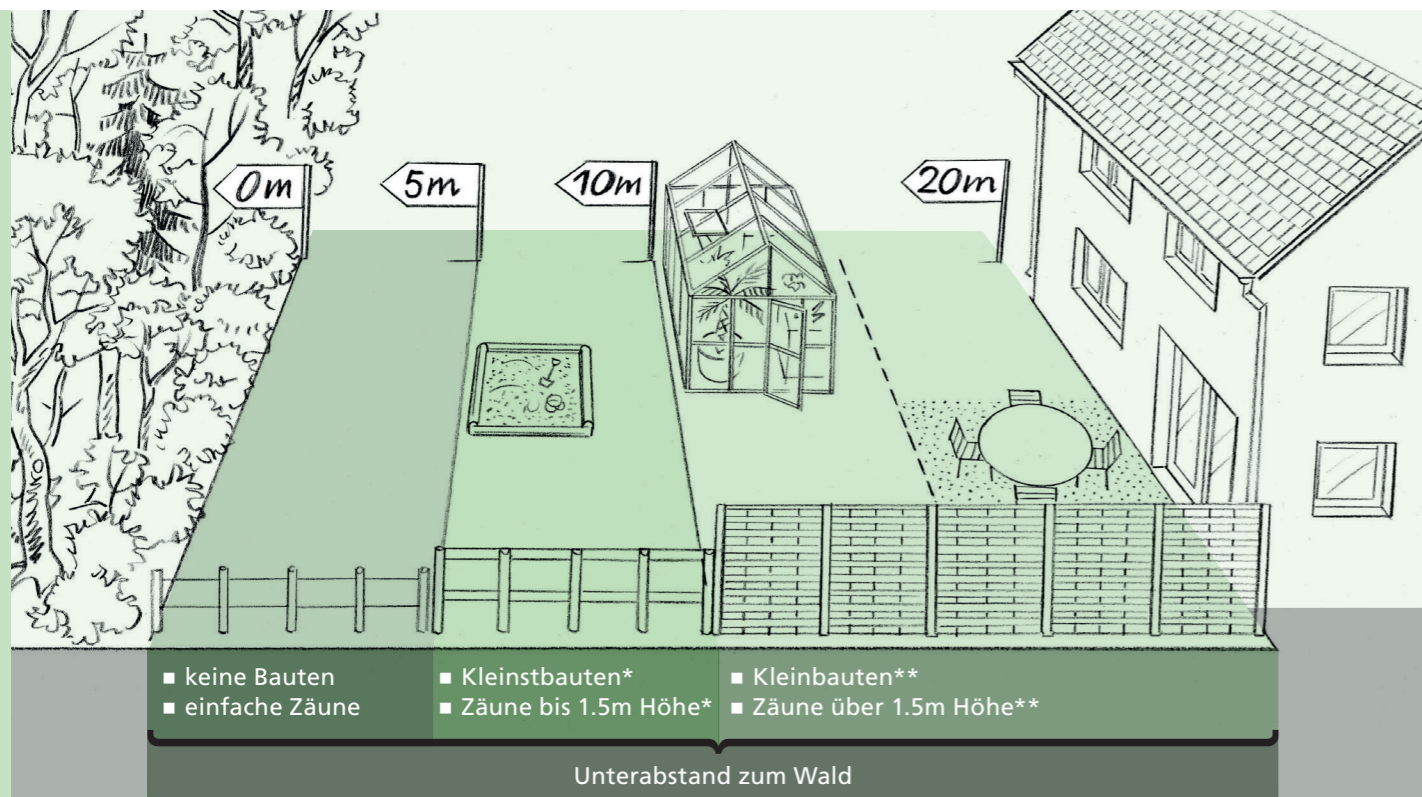 0m
5m
10m
20m
▪ keine Bauten
▪ einfache Zäune
▪ Kleinstbauten*
▪ Zäune bis 1.5m Höhe*
▪ Kleinbauten**
▪ Zäune über 1.5m Höhe**
Unterabstand zum Wald